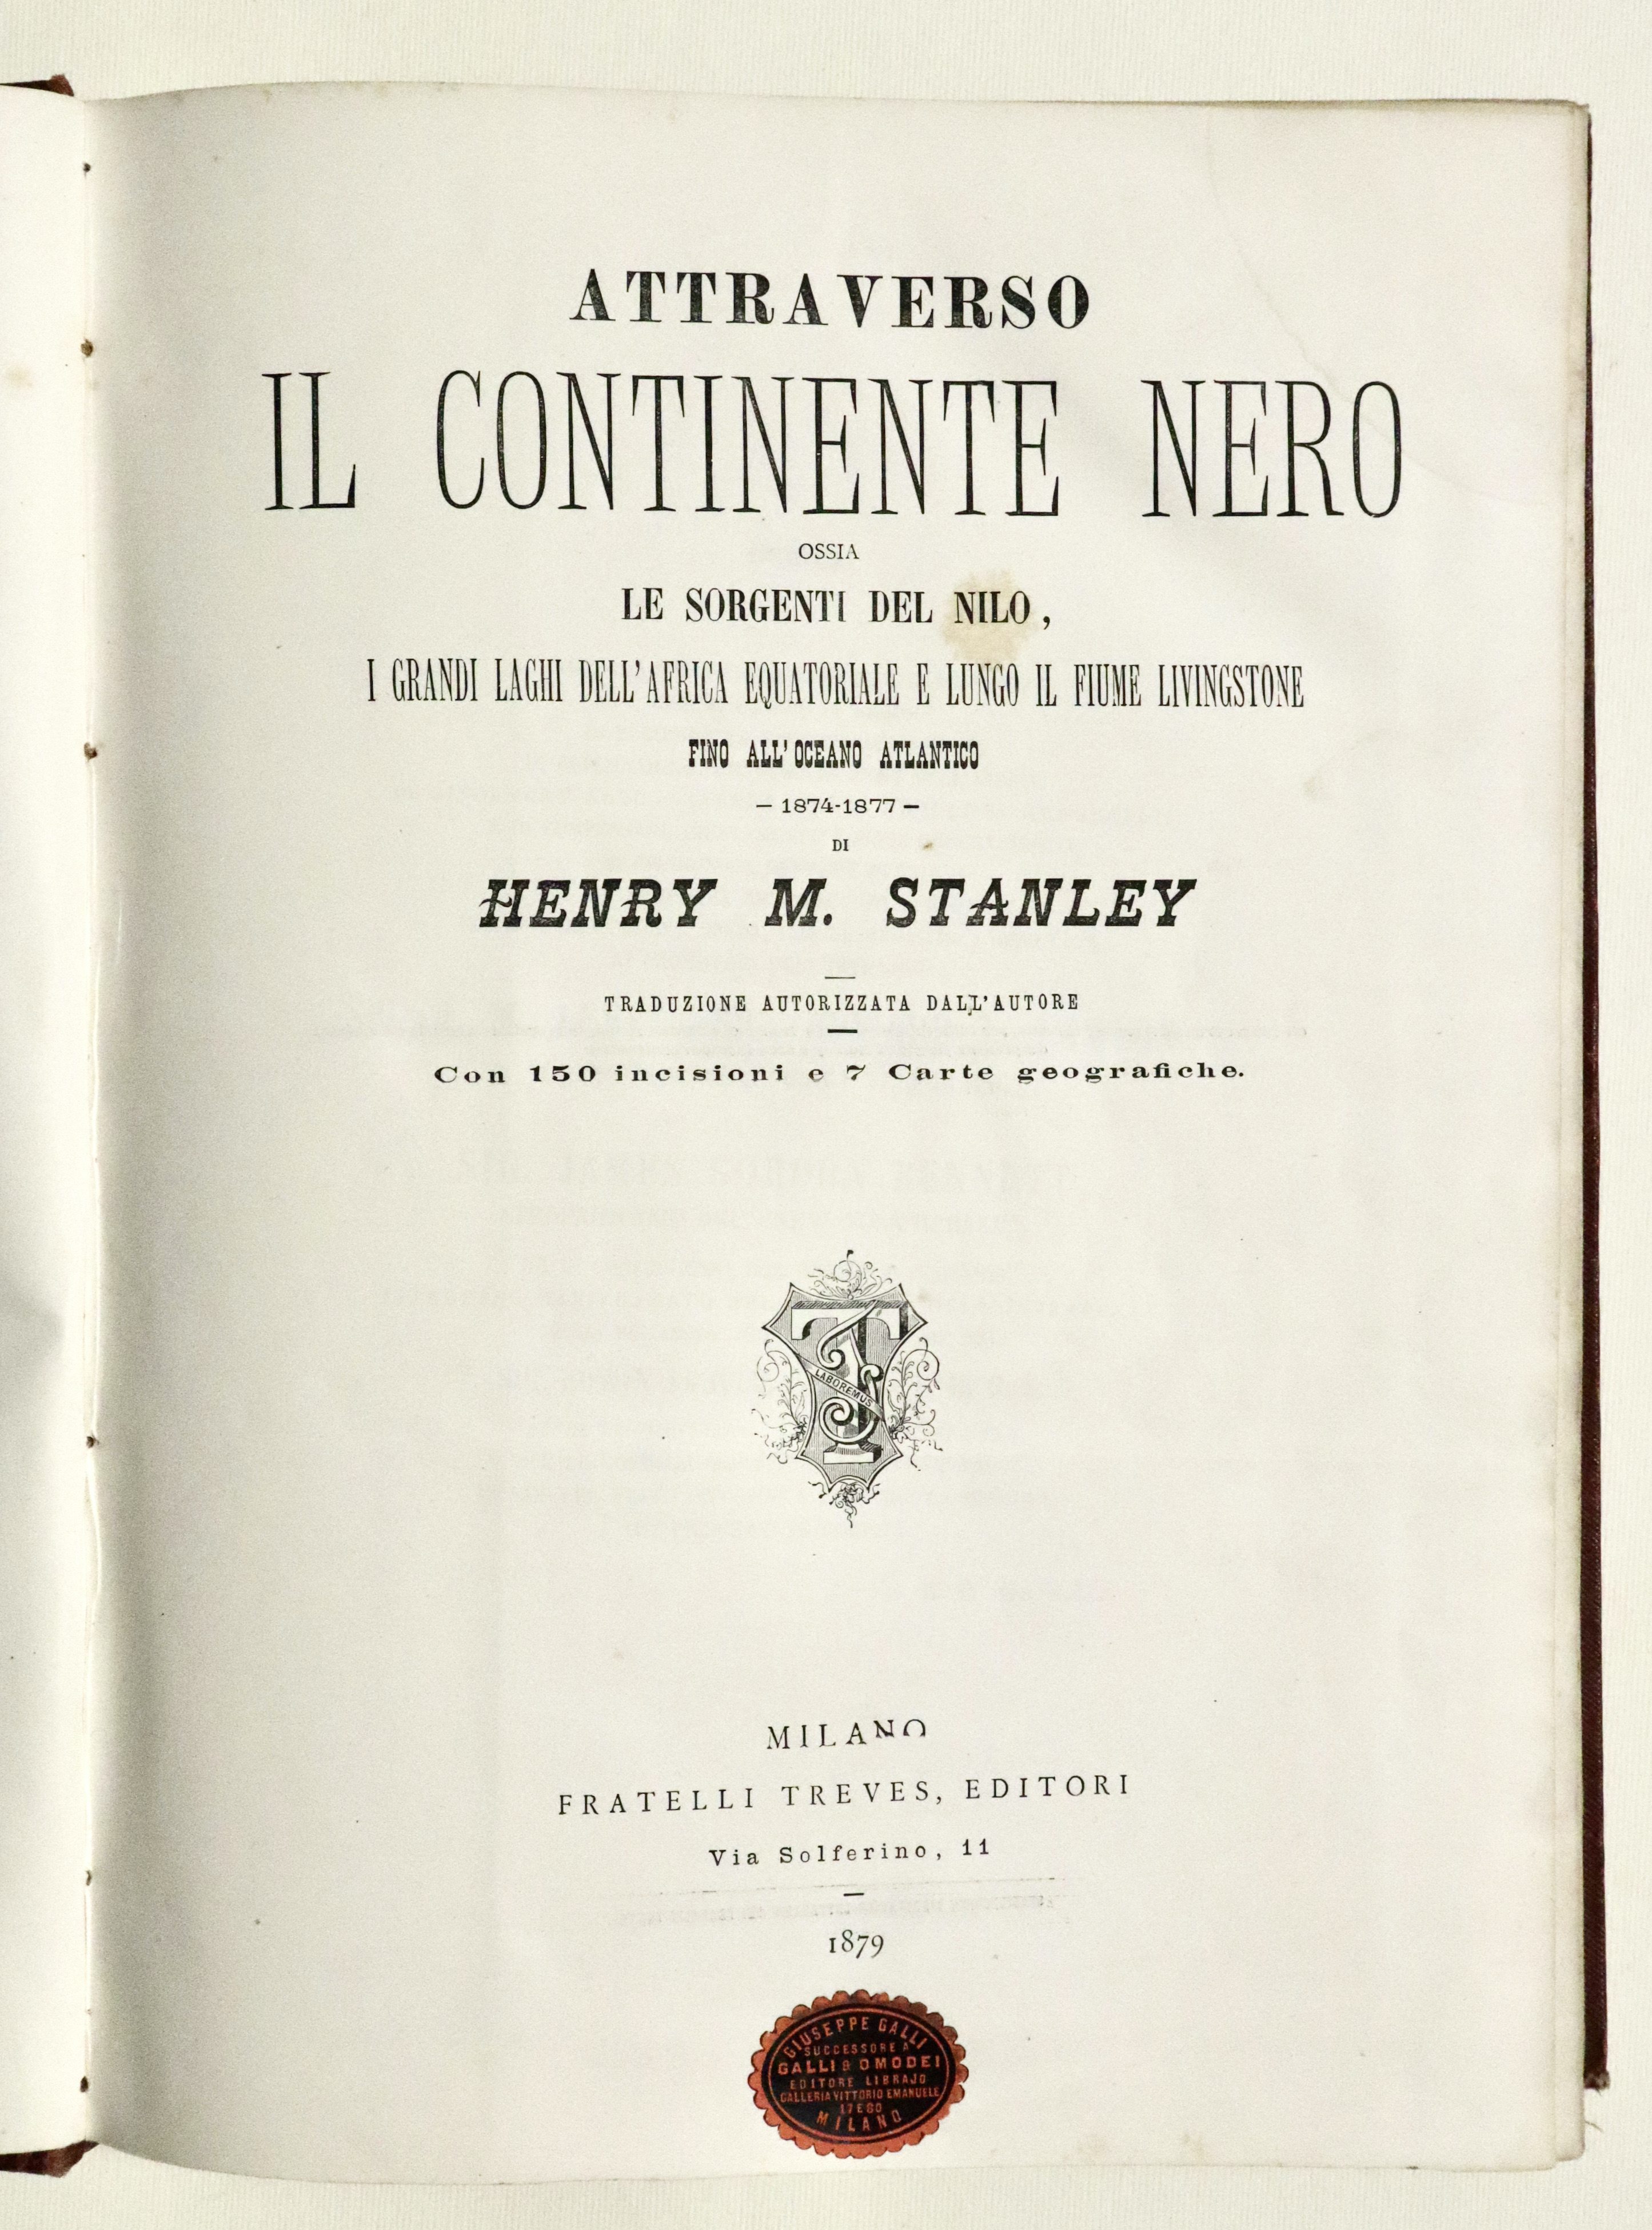 ATTRAVERSO
IL CONTINENTE NERO
OSSIA
LE SORGENTI DEL NILO,
I GRANDI LAGHI DELL'AFRICA EQUATORIALE E LUNGO IL FIUME LIVINGSTONE
FINO ALL'OCEANO ATLANTICO
— 1874-1877 —
DI
HENRY M. STANLEY
TRADUZIONE AUTORIZZATA DALL'AUTORE
Con 150 incisioni e 7 Carte geografiche.
LABOREMUS
MILANO
FRATELLI TREVES, EDITORI
Via Solferino, 11
1879
GIUSEPPE GALLI
SUCCESSORE A
GALLI & OMODEI
EDITORE LIBRAJO
GALLERIA VITTORIO EMANUELE
17 E 80
MILANO